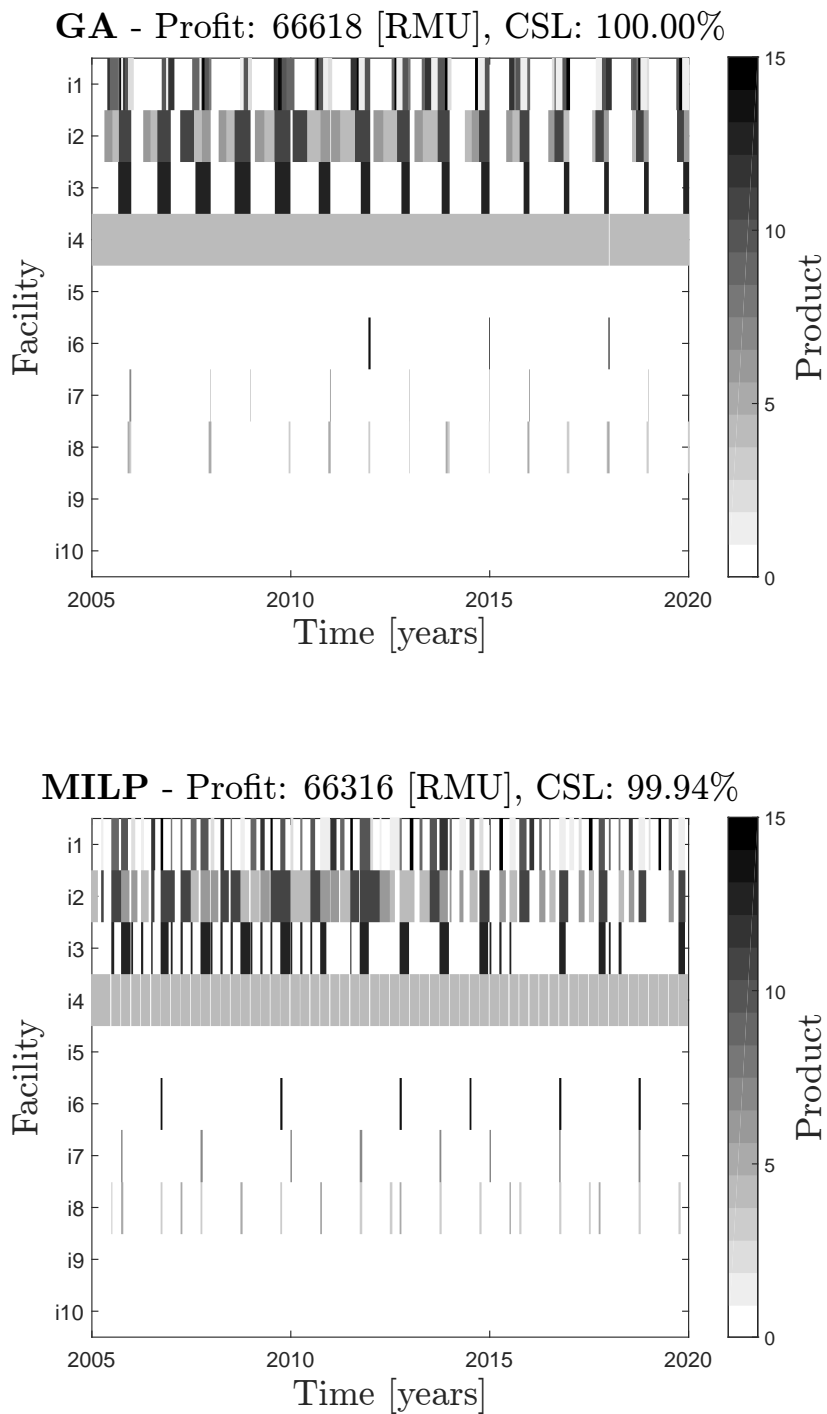 GA - Profit: 66618 [RMU], CSL: 100.00%
i1
i2
i3
i4
i5
i6
i7
i8
i9
i10
Facility
2005 2010 2015 2020
Time [years]
15
10
5
0
Product
MILP - Profit: 66316 [RMU], CSL: 99.94%
i1
i2
i3
i4
i5
i6
i7
i8
i9
i10
Facility
2005 2010 2015 2020
Time [years]
15
10
5
0
Product